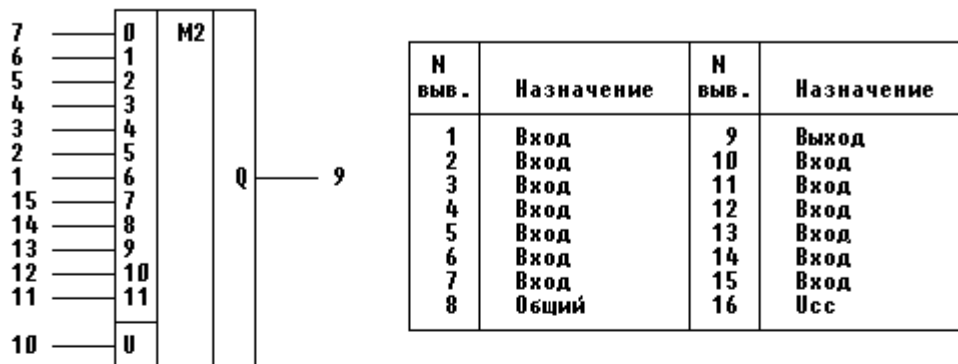 7 0 M2
6 1
5 2
4 3
3 4
2 5
1 6 Q 9
15 7
14 8
13 9
12 10
11 11
10 U
N выв. Назначение N выв. Назначение
1 Вход 9 Выход
2 Вход 10 Вход
3 Вход 11 Вход
4 Вход 12 Вход
5 Вход 13 Вход
6 Вход 14 Вход
7 Вход 15 Вход
8 Общий 16 Ucc